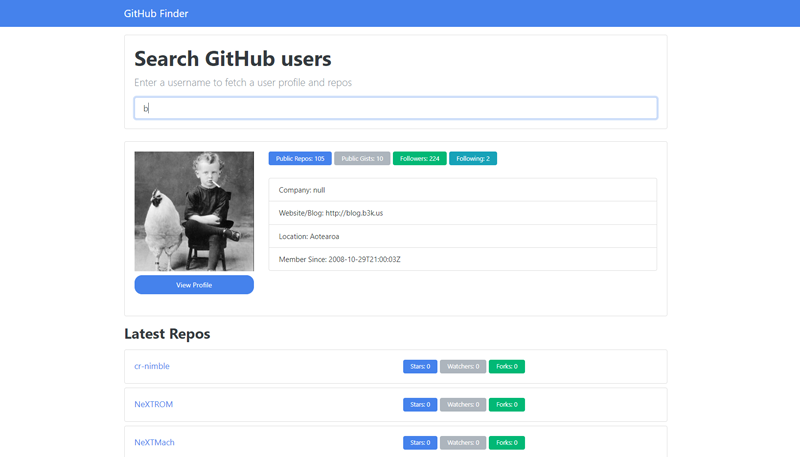 GitHub Finder
Search GitHub users
Enter a username to fetch a user profile and repos
b
Public Repos: 105 Public Gists: 10 Followers: 224 Following: 2
Company: null
Website/Blog: http://blog.b3k.us
Location: Aotearoa
Member Since: 2008-10-29T21:00:03Z
View Profile
Latest Repos
cr-nimble Stars: 0 Watchers: 0 Forks: 0
NeXTROM Stars: 0 Watchers: 0 Forks: 0
NeXTMach Stars: 0 Watchers: 0 Forks: 0